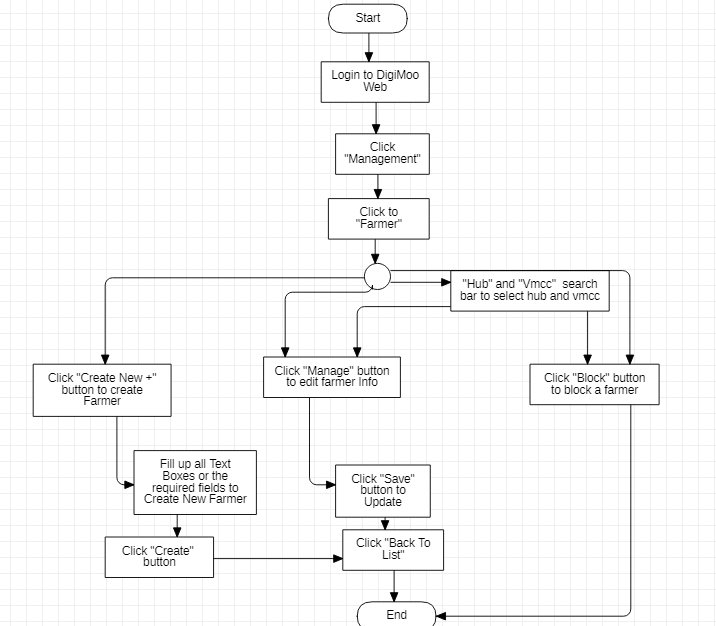 Start
Login to DigiMoo
Web
Click
"Management"
Click to
"Farmer"
"Hub" and "Vmcc" search
bar to select hub and vmcc
Click "Create New +"
button to create
Farmer
Click "Manage" button
to edit farmer Info
Click "Block" button
to block a farmer
Fill up all Text
Boxes or the
required fields to
Create New Farmer
Click "Save"
button to
Update
Click "Create"
button
Click "Back To
List"
End